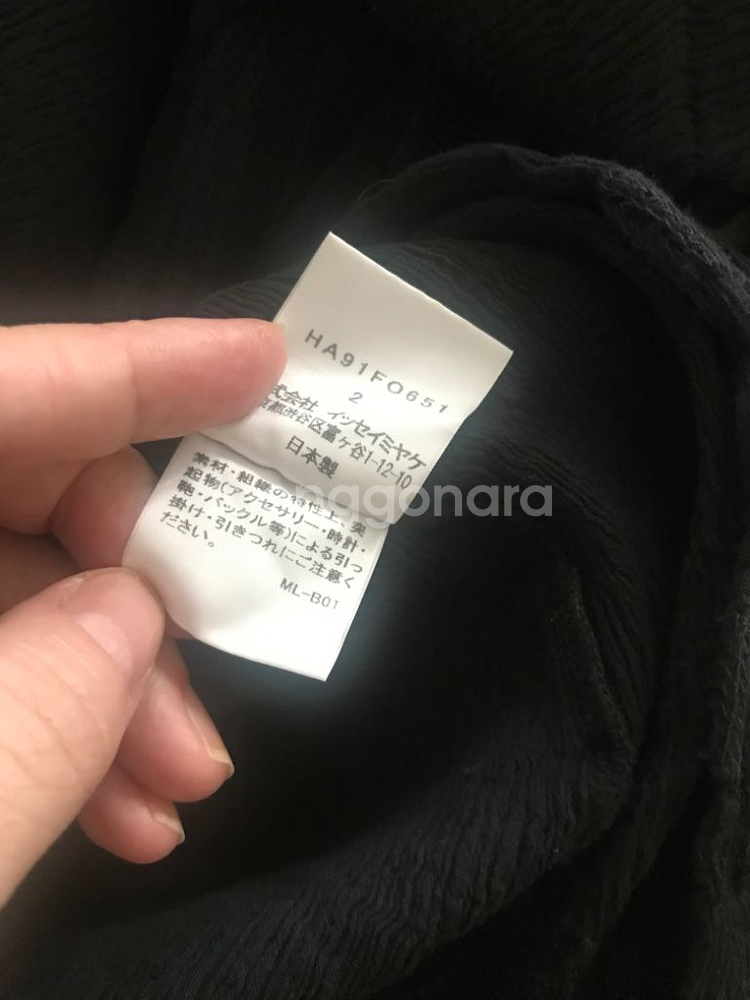 HA91FO651
2
式会社 イッセイミヤケ
京都渋谷区富ヶ谷1-12-10
日本製
素材・組織の特性上、突
起物(アクセサリー・時計・
鞄・バックル等)による引っ
掛け・引きつれにご注意く
ださい。
ML-B01
nggonara